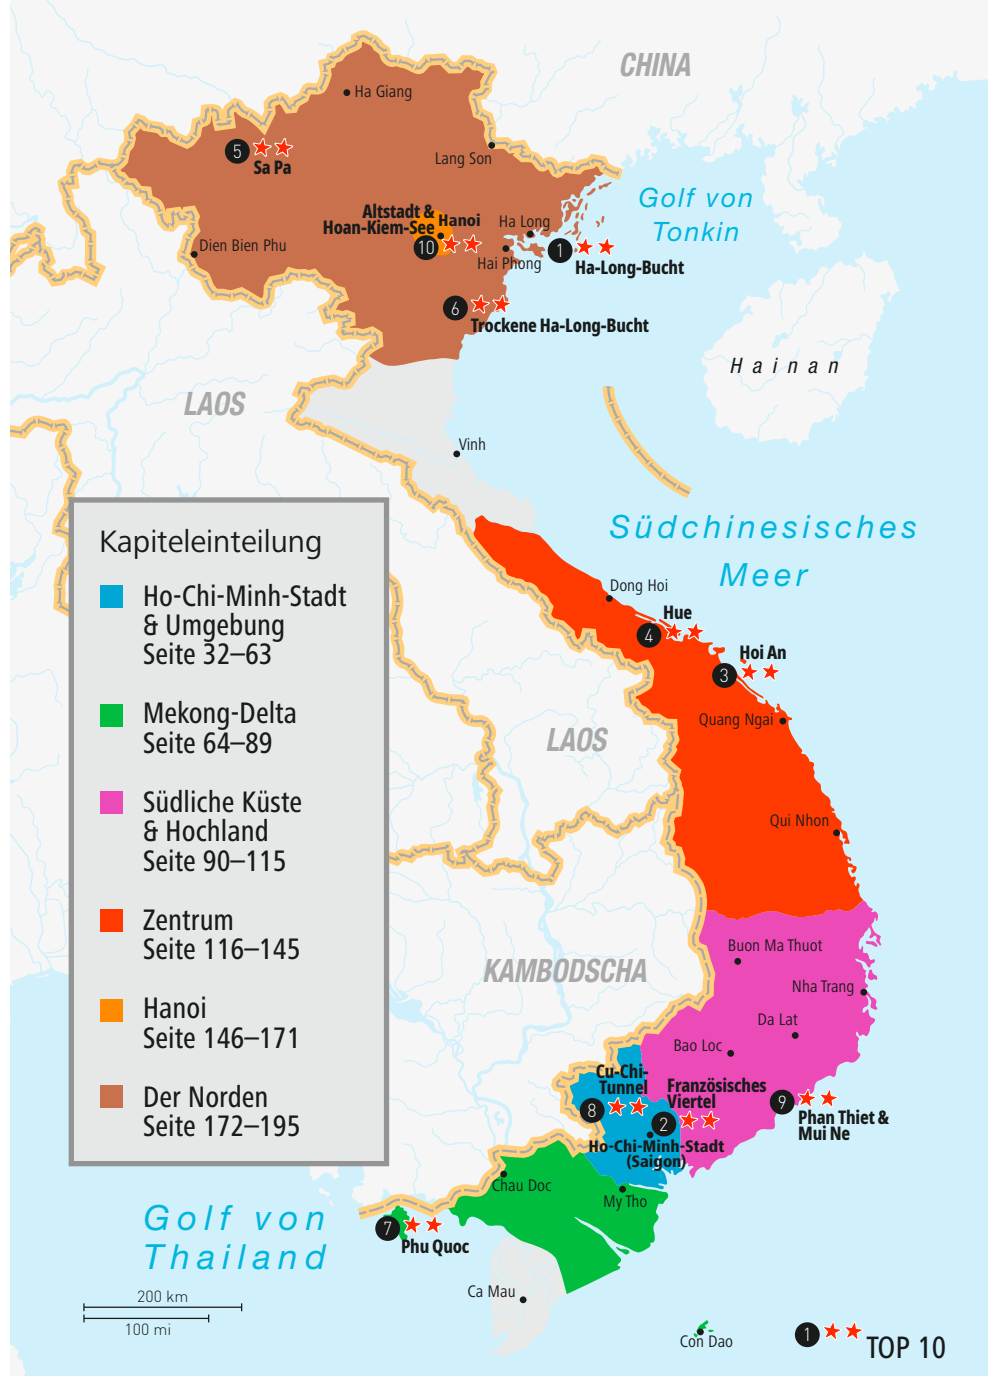 CHINA
Ha Giang
5
Sa Pa
Lang Son
Golf von
Tonkin
Altstadt &
Hoan-Kiem-See
Hanoi
10
Ha Long
Hai Phong
1
Ha-Long-Bucht
Dien Bien Phu
6
Trockene Ha-Long-Bucht
Hainan
LAOS
Vinh
Südchinesisches
Meer
Kapiteleinteilung
Ho-Chi-Minh-Stadt
& Umgebung
Seite 32–63
Mekong-Delta
Seite 64–89
Südliche Küste
& Hochland
Seite 90–115
Zentrum
Seite 116–145
Hanoi
Seite 146–171
Der Norden
Seite 172–195
Dong Hoi
Hue
4
Hoi An
3
Quang Ngai
LAOS
Qui Nhon
Buon Ma Thuot
KAMBODSCHA
Nha Trang
Da Lat
Bao Loc
Cu-Chi-
Tunnel
8
Französisches
Viertel
2
9
Phan Thiet &
Mui Ne
Ho-Chi-Minh-Stadt
(Saigon)
Chau Doc
My Tho
7
Phu Quoc
Golf von
Thailand
Ca Mau
200 km
100 mi
Con Dao
1
TOP 10